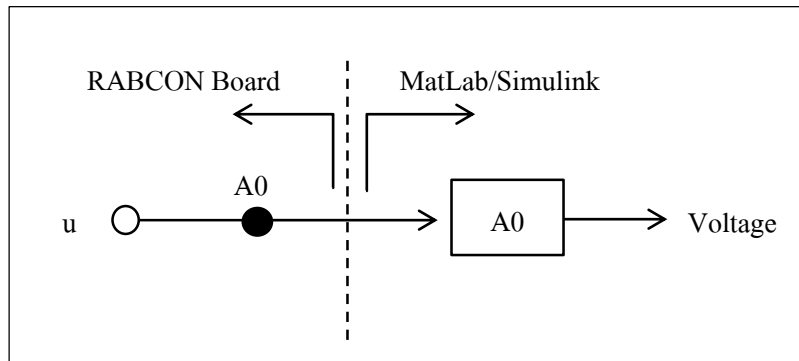 RABCON Board
MatLab/Simulink
A0
u
A0
Voltage